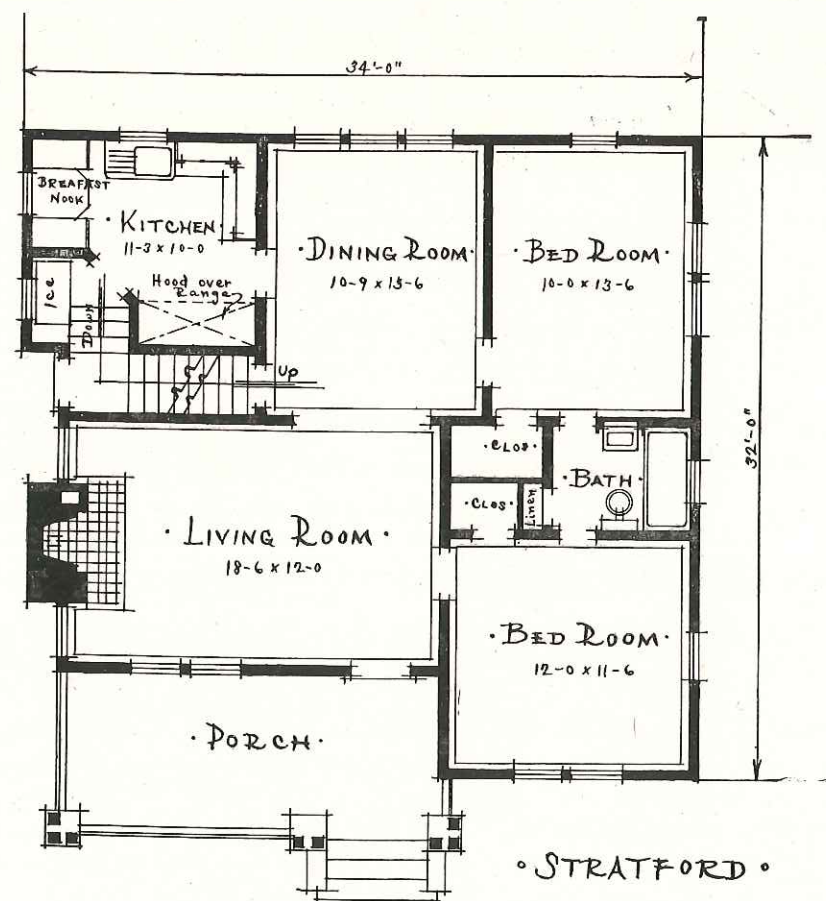 34'-0"
BREAFAST
NOOK
·KITCHEN·
11-3 x 10-0
·DINING ROOM·
10-9 x 15-6
·BED ROOM·
10-0 x 13-6
Ice
Hood over
Range
Down
Up
32'-0"
·CLOS·
·BATH·
·CLOS·
Linen
·LIVING ROOM·
18-6 x 12-0
·BED ROOM·
12-0 x 11-6
·PORCH·
·STRATFORD·